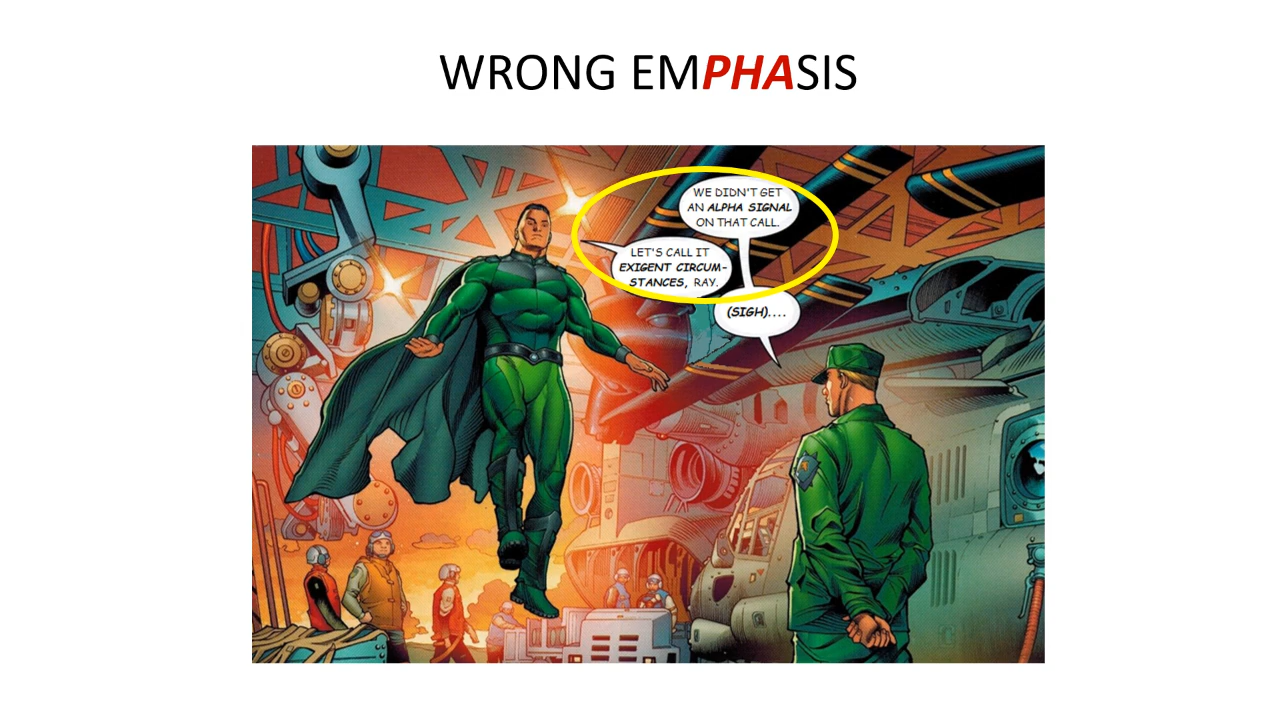 WRONG EMPHASIS
WE DIDN'T GET
AN ALPHA SIGNAL
ON THAT CALL.
LET'S CALL IT
EXIGENT CIRCUM-
STANCES, RAY.
(SIGH)....